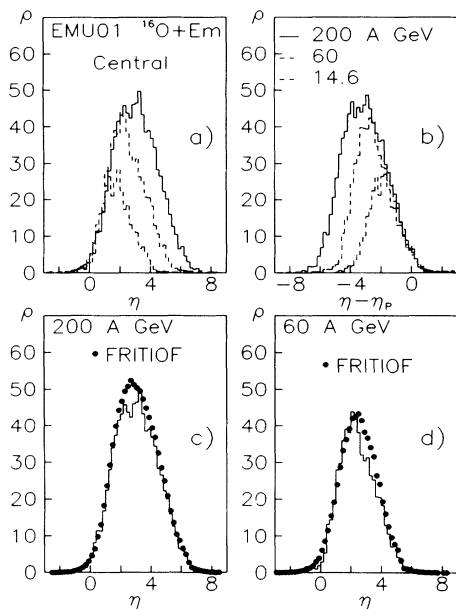 ρ
EMU01 ¹⁶O+Em
Central
a)
60
50
40
30
20
10
0
0 4 8
η
ρ
200 A GeV
60
14.6
b)
60
50
40
30
20
10
0
-8 -4 0
η-ηₚ
ρ
200 A GeV
• FRITIOF
c)
60
50
40
30
20
10
0
0 4 8
η
ρ
60 A GeV
• FRITIOF
d)
60
50
40
30
20
10
0
0 4 8
η